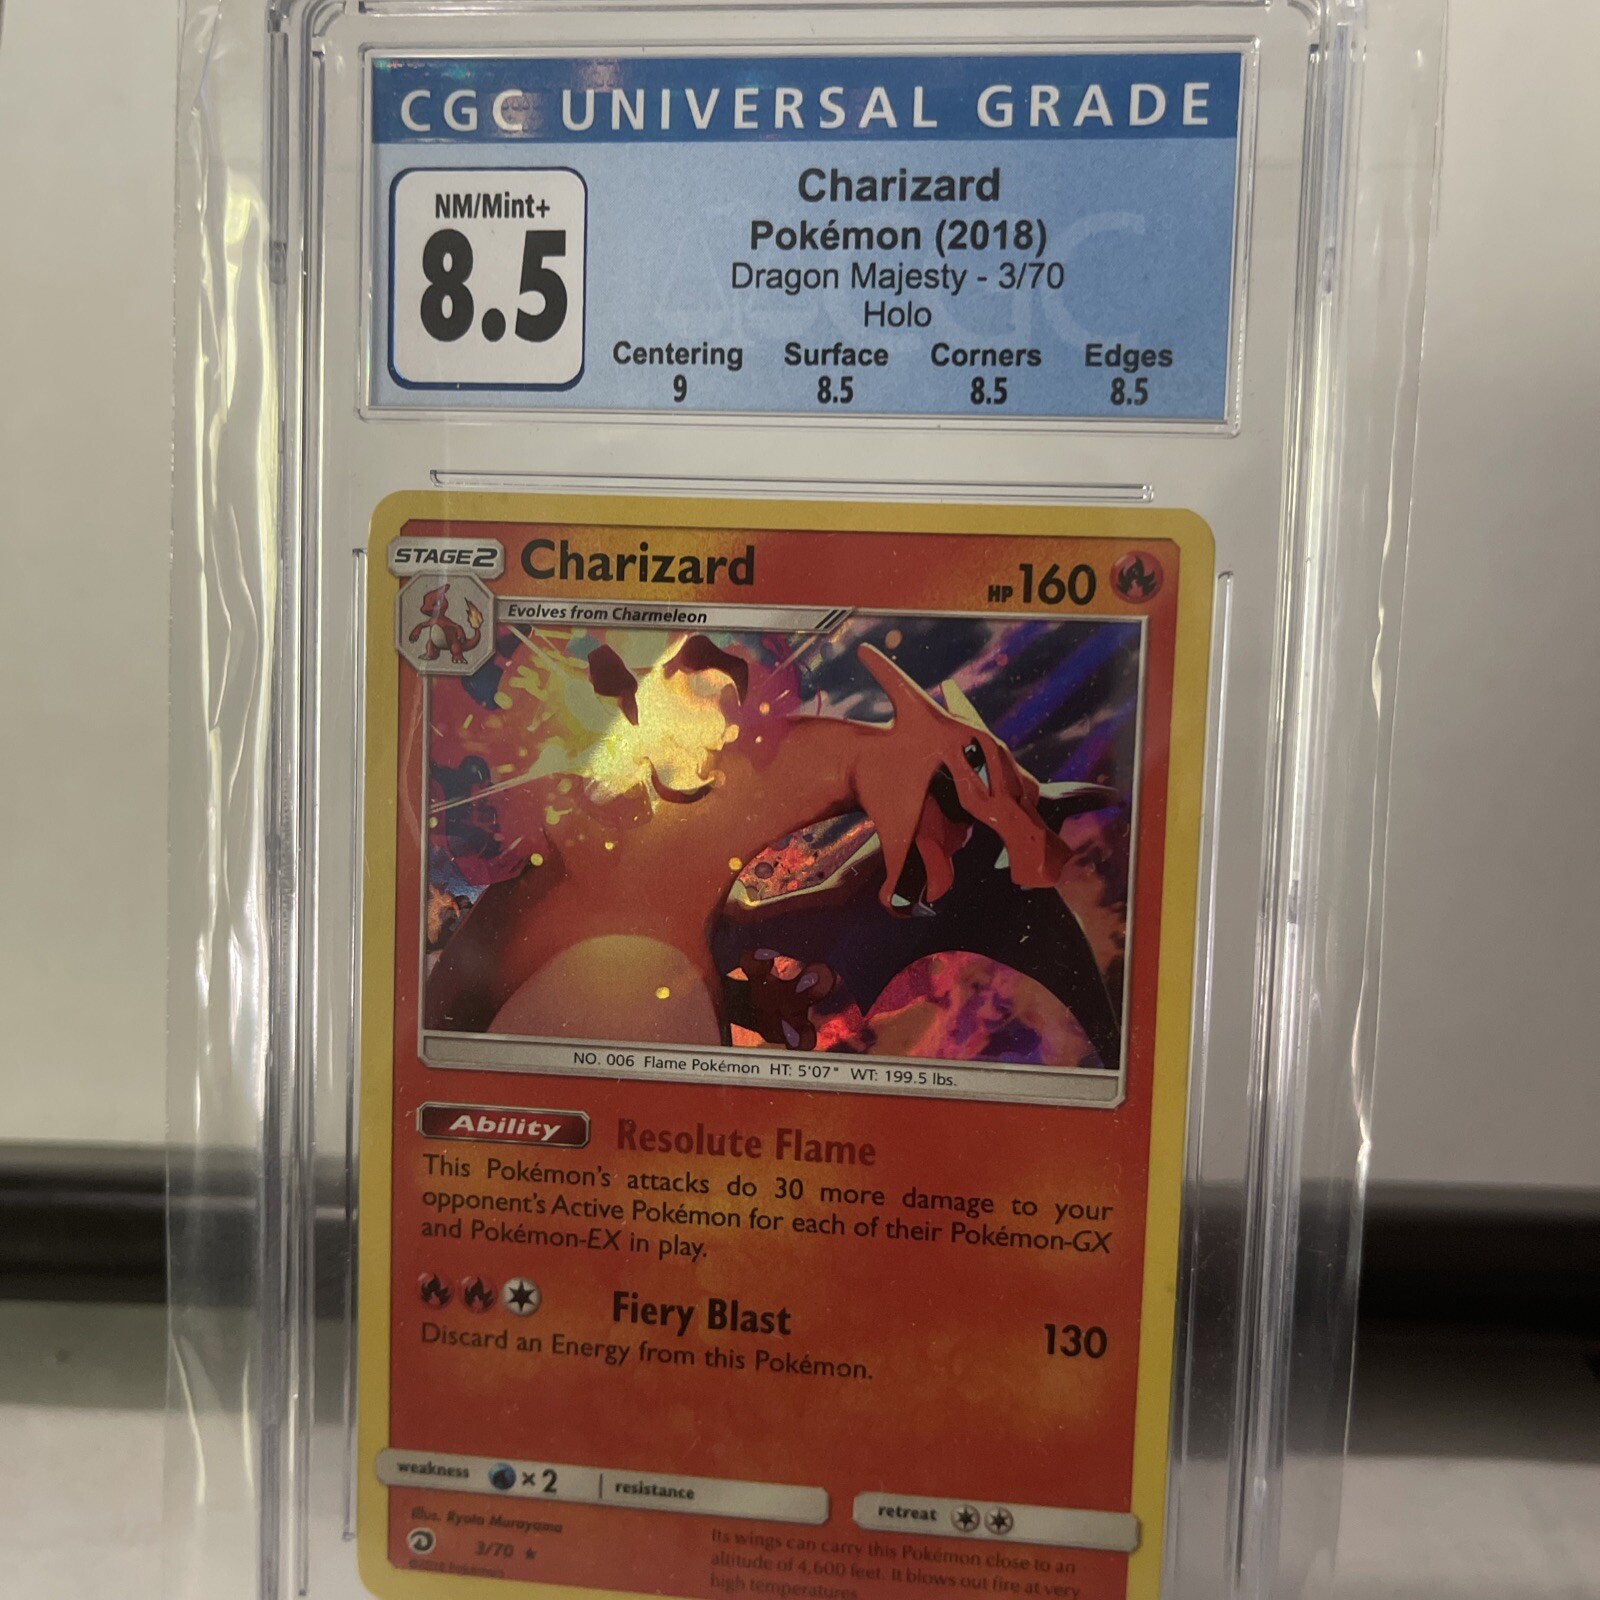 CGC UNIVERSAL GRADE
NM/Mint+
8.5
Charizard
Pokémon (2018)
Dragon Majesty - 3/70
Holo
Centering Surface Corners Edges
9 8.5 8.5 8.5
STAGE2 Charizard HP160
Evolves from Charmeleon
NO. 006 Flame Pokémon HT: 5'07" WT: 199.5 lbs.
Ability Resolute Flame
This Pokémon's attacks do 30 more damage to your
opponent's Active Pokémon for each of their Pokémon-GX
and Pokémon-EX in play.
Fiery Blast 130
Discard an Energy from this Pokémon.
weakness ×2 resistance retreat
Illus. Ryota Murayama
3/70
©2018 Pokémon
Its wings can carry this Pokémon close to an
altitude of 4,600 feet. It blows out fire at very
high temperatures.